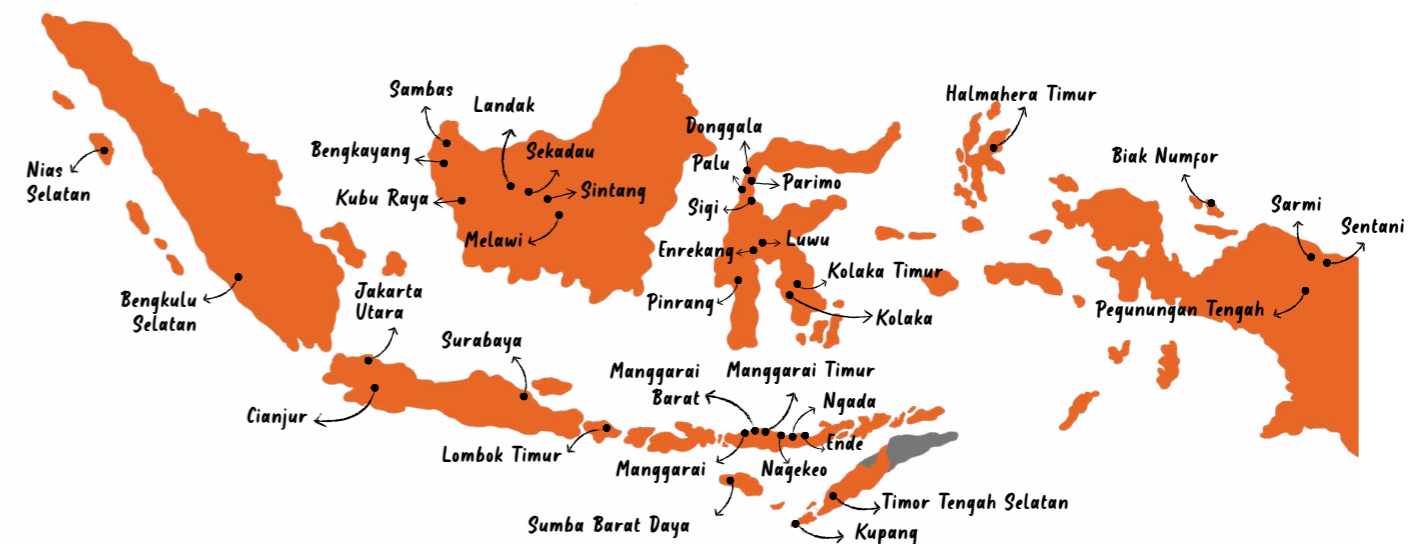 Nias
Selatan
Bengkulu
Selatan
Sambas
Landak
Bengkayang
Sekadau
Kubu Raya
Sintang
Melawi
Jakarta
Utara
Surabaya
Cianjur
Lombok Timur
Donggala
Palu
Parimo
Sigi
Enrekang
Luwu
Pinrang
Kolaka Timur
Kolaka
Manggarai
Barat
Manggarai Timur
Ngada
Ende
Manggarai
Nagekeo
Sumba Barat Daya
Timor Tengah Selatan
Kupang
Halmahera Timur
Biak Numfor
Sarmi
Sentani
Pegunungan Tengah